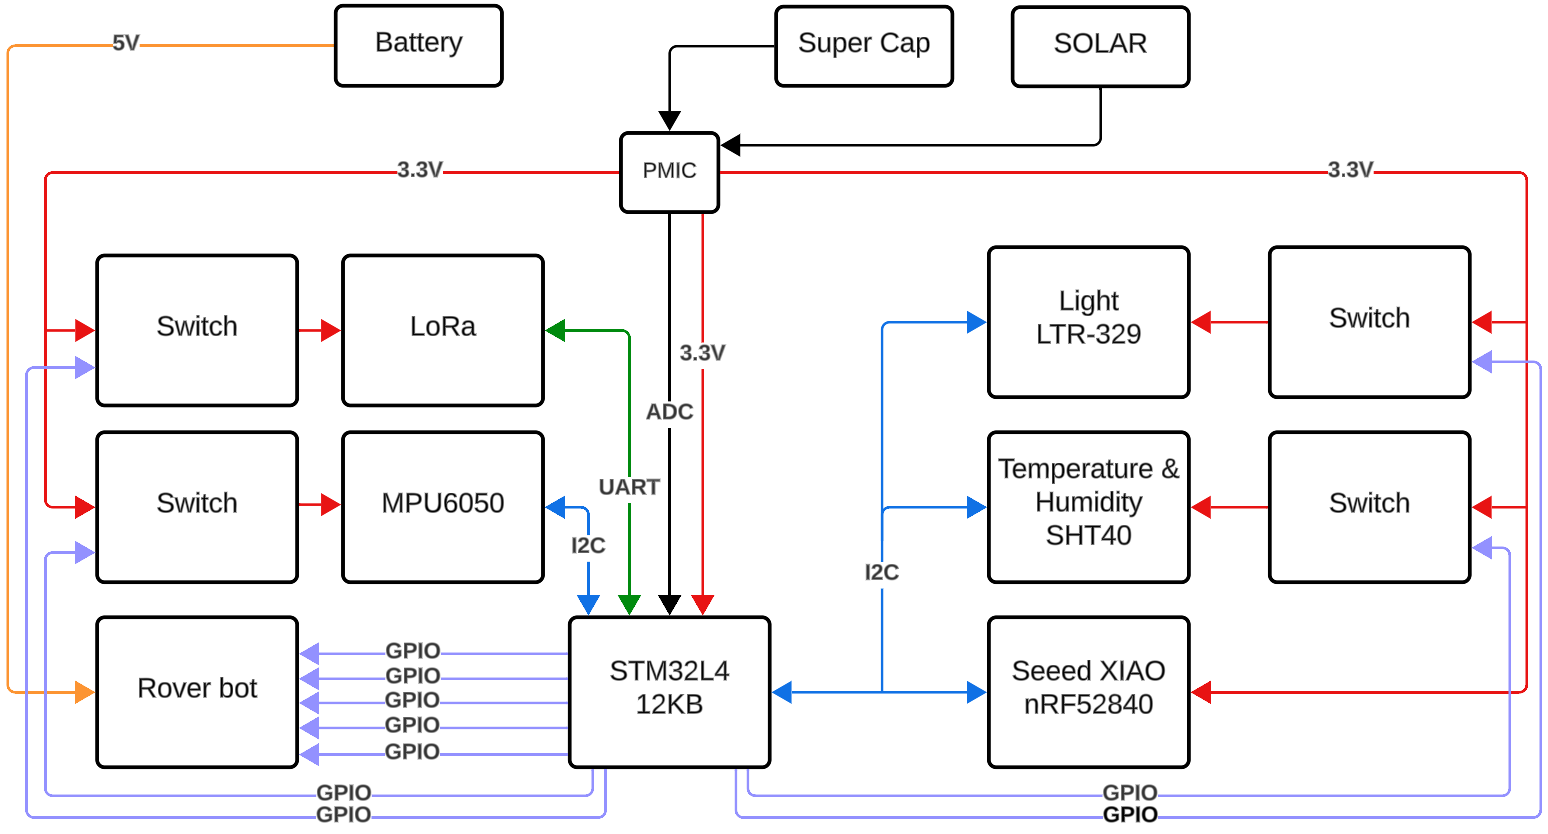 5V
Battery
Super Cap
SOLAR
PMIC
3.3V
3.3V
Switch
LoRa
Light
LTR-329
Switch
3.3V
ADC
Switch
MPU6050
UART
I2C
Temperature &
Humidity
SHT40
Switch
I2C
Rover bot
GPIO
GPIO
GPIO
GPIO
GPIO
STM32L4
12KB
Seeed XIAO
nRF52840
GPIO
GPIO
GPIO
GPIO